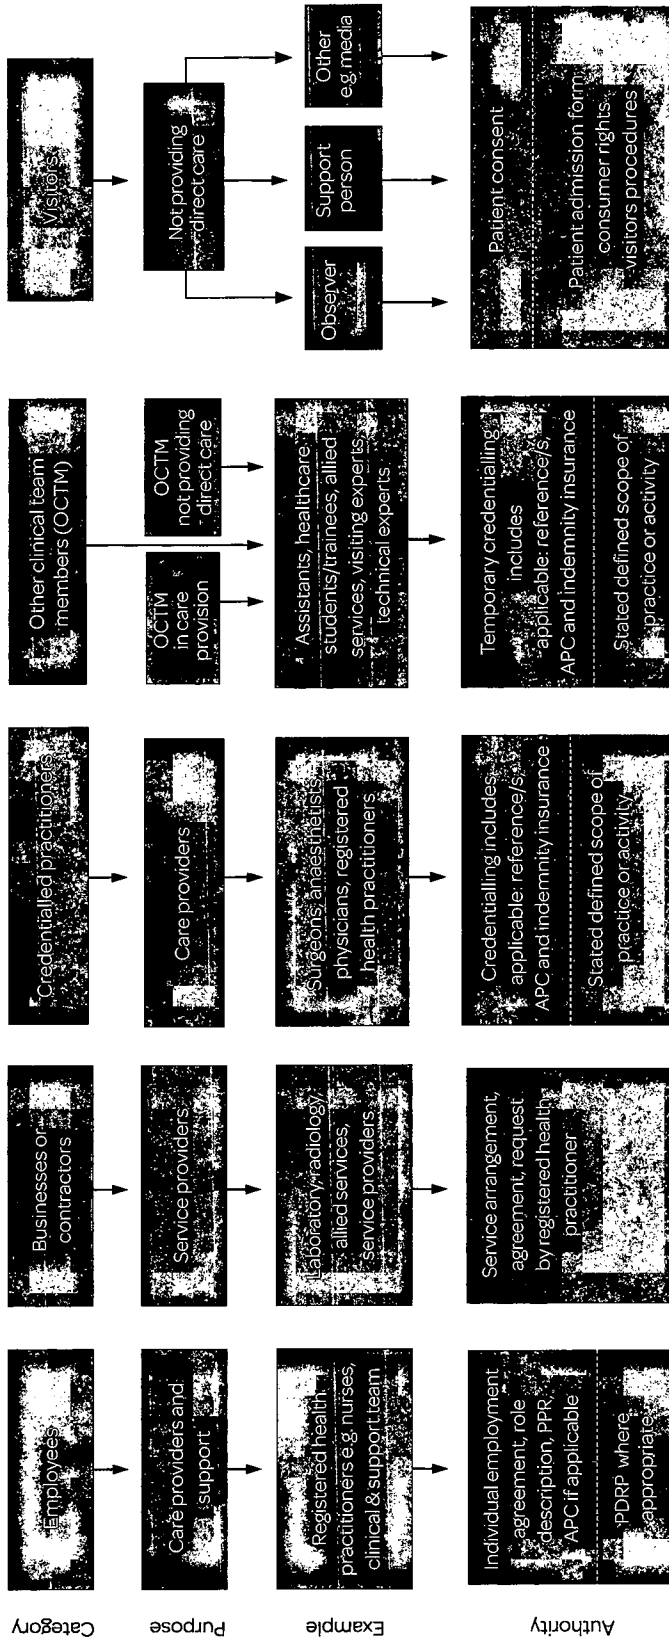 Category
Employees
Businesses or
contractors
Credentialled practitioners
Other clinical team
members (OCTM)
Visitors
Purpose
Care providers and
support
Service providers
Care providers
OCTM
in care
provision
OCTM
not providing
direct care
Not providing
direct care
Example
Registered health
practitioners e.g. nurses,
clinical & support team
Laboratory, radiology,
allied services,
service providers
Surgeons, anaesthetists,
physicians, registered
health practitioners
Assistants, healthcare
students/trainees, allied
services, visiting experts,
technical experts
Observer
Support
person
Other
e.g media
Authority
Individual employment
agreement, role
description, PPR,
APC if applicable
PDRP where
appropriate
Service arrangement,
agreement, request
by registered health
practitioner
Credentialling includes
applicable: reference/s,
APC and indemnity insurance
Stated defined scope of
practice or activity
Temporary credentialling
includes
applicable: reference/s,
APC and indemnity insurance
Stated defined scope of
practice or activity
Patient consent
Patient admission form,
consumer rights,
visitors procedures